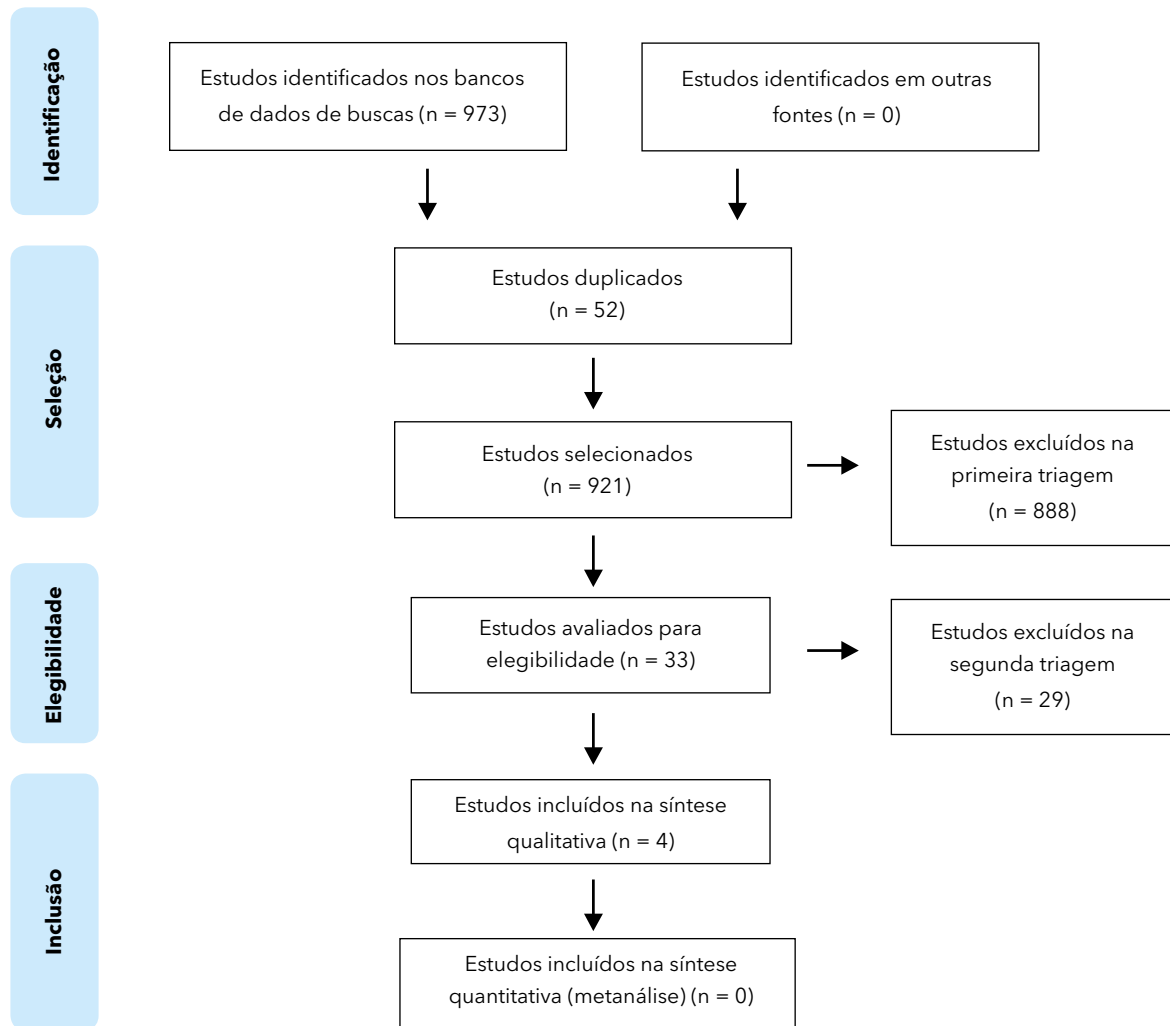 Identificação
Estudos identificados nos bancos
de dados de buscas (n = 973)
Estudos identificados em outras
fontes (n = 0)
Seleção
Estudos duplicados
(n = 52)
Estudos selecionados
(n = 921)
Estudos excluídos na
primeira triagem
(n = 888)
Elegibilidade
Estudos avaliados para
elegibilidade (n = 33)
Estudos excluídos na
segunda triagem
(n = 29)
Inclusão
Estudos incluídos na síntese
qualitativa (n = 4)
Estudos incluídos na síntese
quantitativa (metanálise) (n = 0)